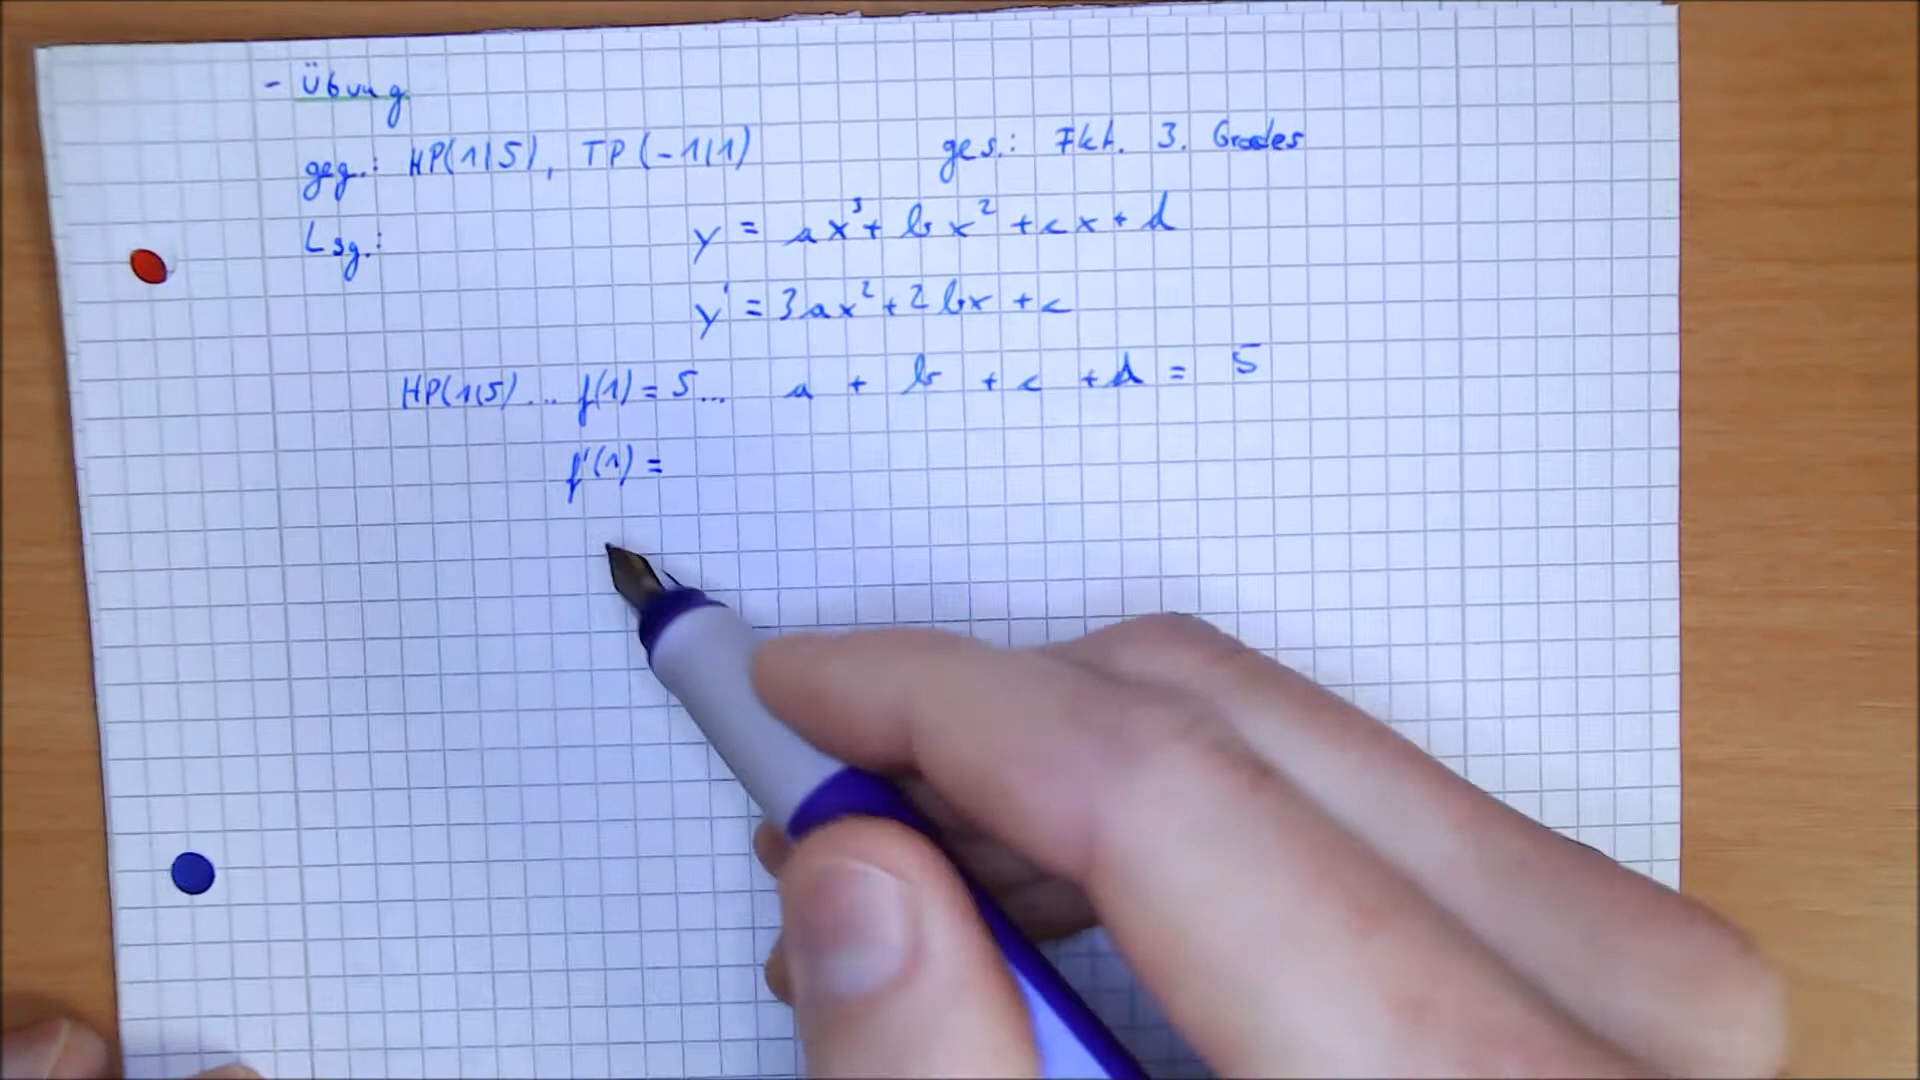 - Übung
geg.: HP(1|5), TP(-1|1) ges.: Fkt. 3. Grades
Lsg.: y = ax³ + bx² + cx + d
y' = 3ax² + 2bx + c
HP(1|5)... f(1) = 5... a + b + c + d = 5
f'(1) =